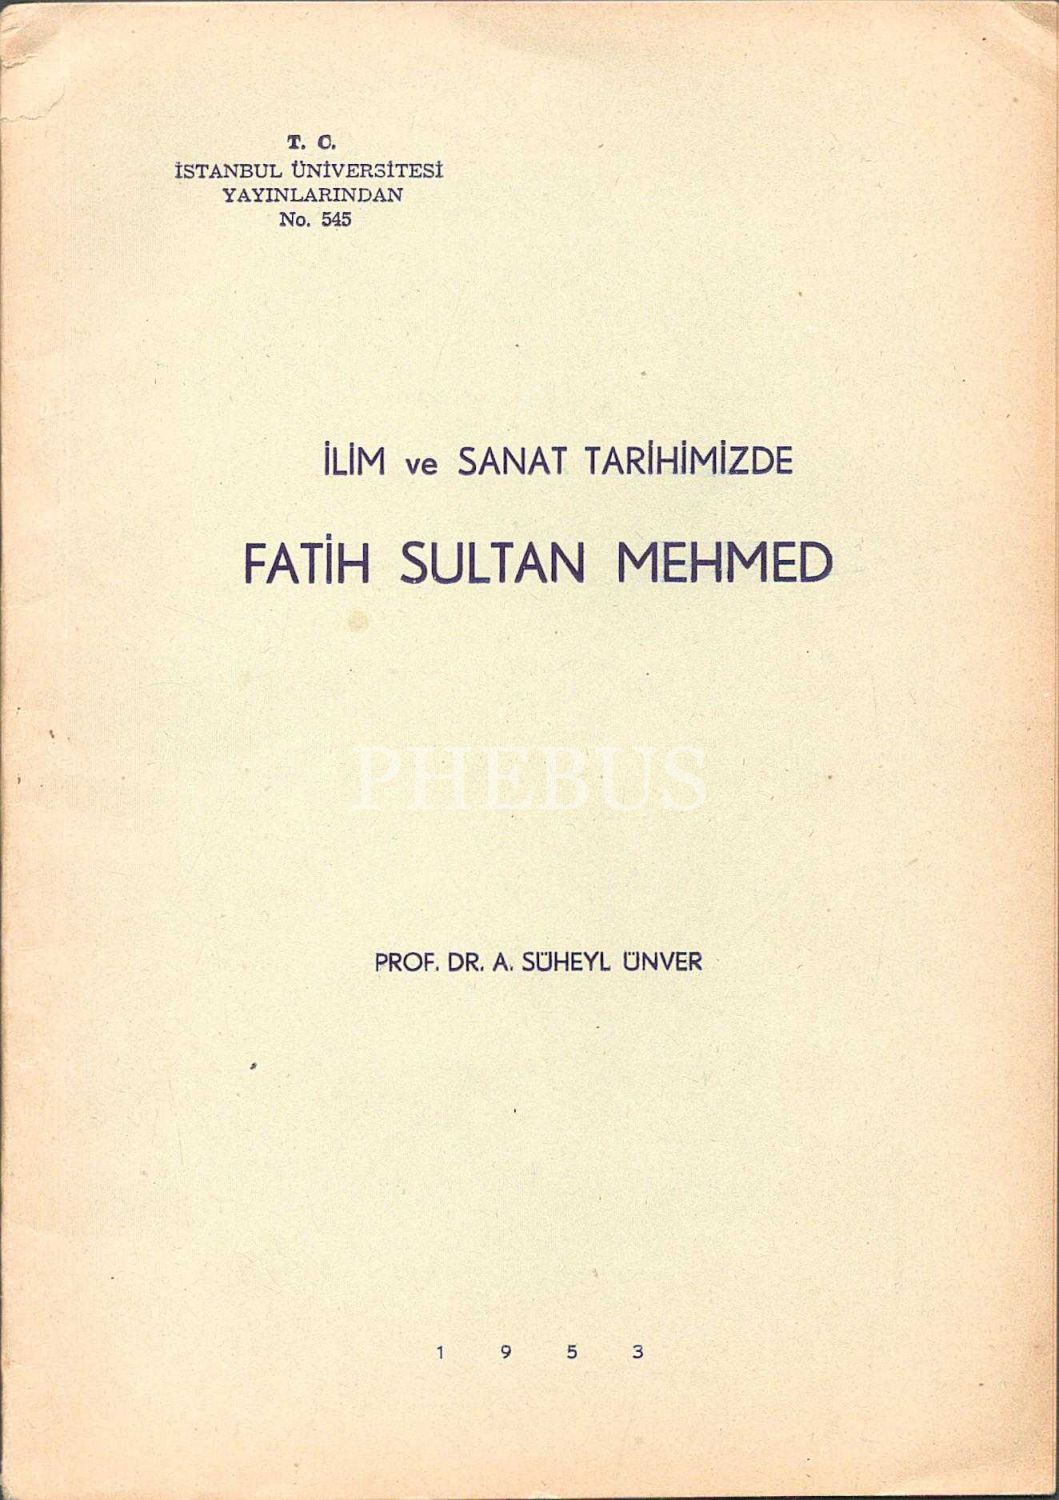 T. C.
İSTANBUL ÜNİVERSİTESİ
YAYINLARINDAN
No. 545
İLİM ve SANAT TARİHİMİZDE
FATİH SULTAN MEHMED
PHEBUS
PROF. DR. A. SÜHEYL ÜNVER
1 9 5 3